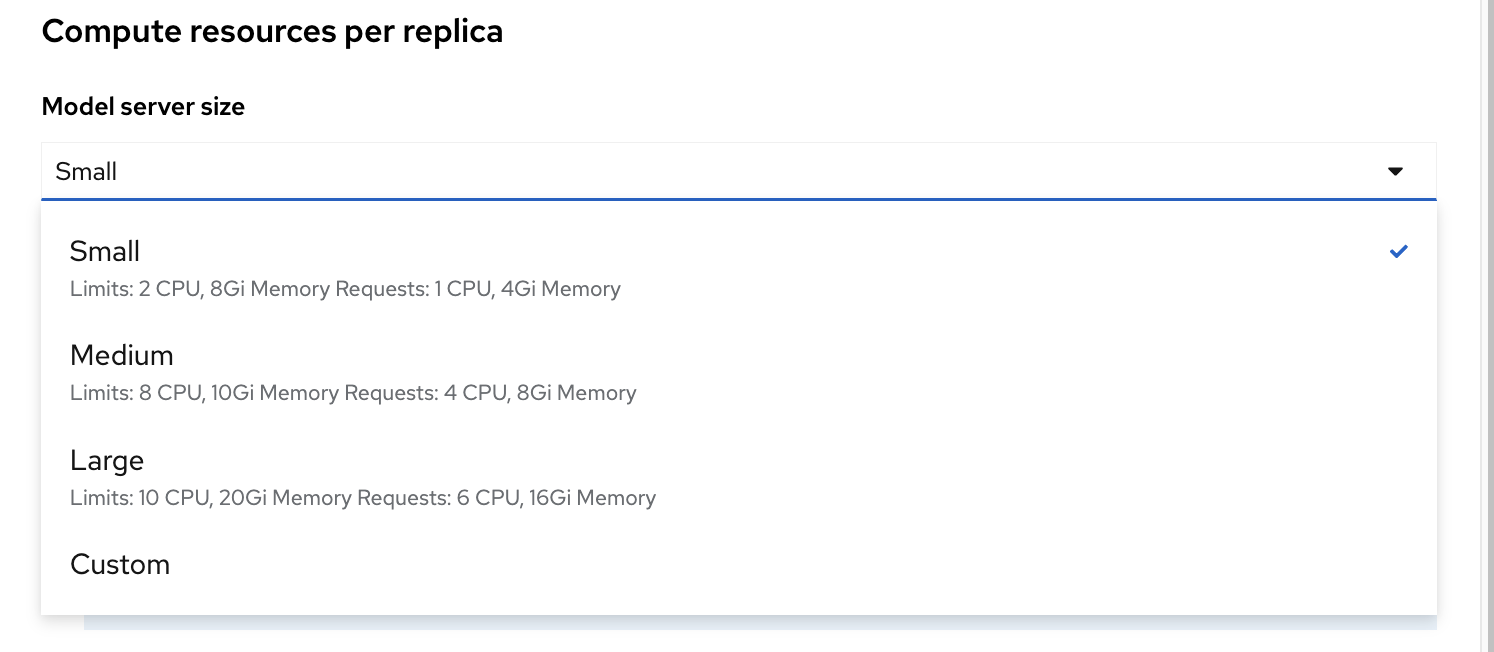 Compute resources per replica
Model server size
Small
Small
Limits: 2 CPU, 8Gi Memory Requests: 1 CPU, 4Gi Memory
Medium
Limits: 8 CPU, 10Gi Memory Requests: 4 CPU, 8Gi Memory
Large
Limits: 10 CPU, 20Gi Memory Requests: 6 CPU, 16Gi Memory
Custom